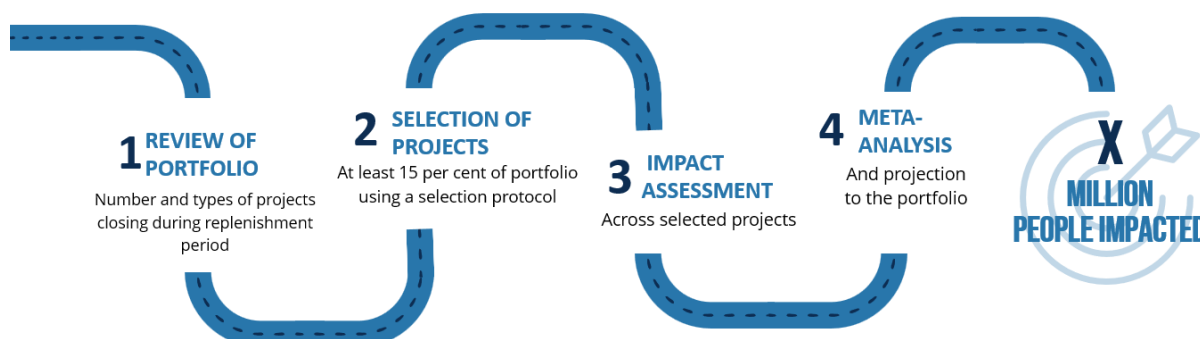 1
REVIEW OF
PORTFOLIO
Number and types of projects
closing during replenishment
period
2
SELECTION OF
PROJECTS
At least 15 per cent of portfolio
using a selection protocol
3
IMPACT
ASSESSMENT
Across selected projects
4
META-
ANALYSIS
And projection
to the portfolio
X
MILLION
PEOPLE IMPACTED